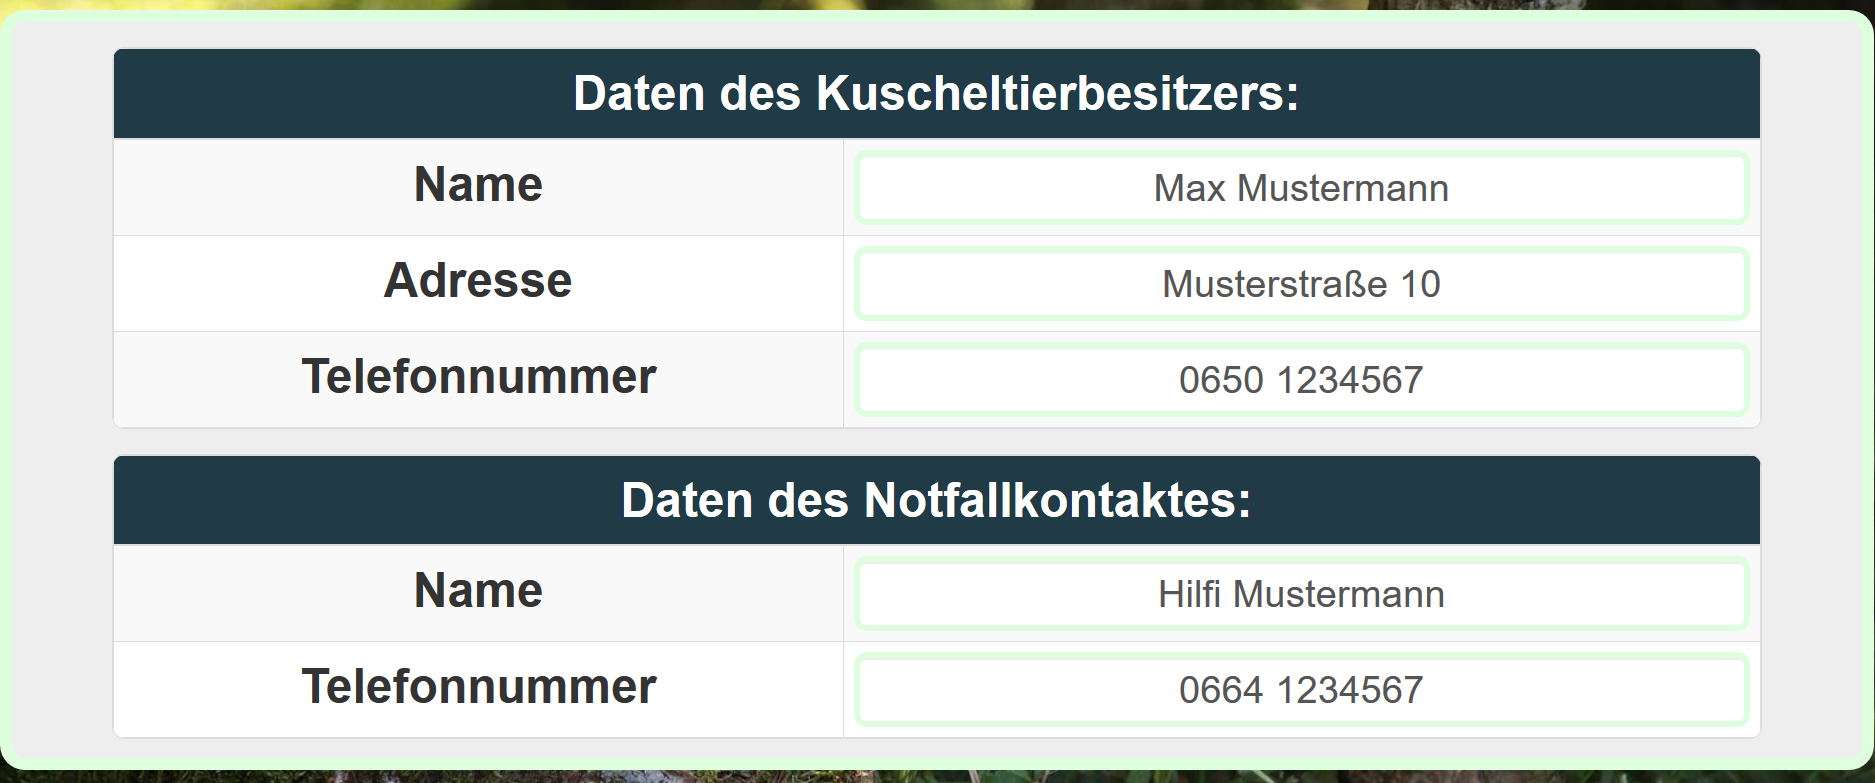 Daten des Kuscheltierbesitzers:
Name Max Mustermann
Adresse Musterstraße 10
Telefonnummer 0650 1234567
Daten des Notfallkontaktes:
Name Hilfi Mustermann
Telefonnummer 0664 1234567